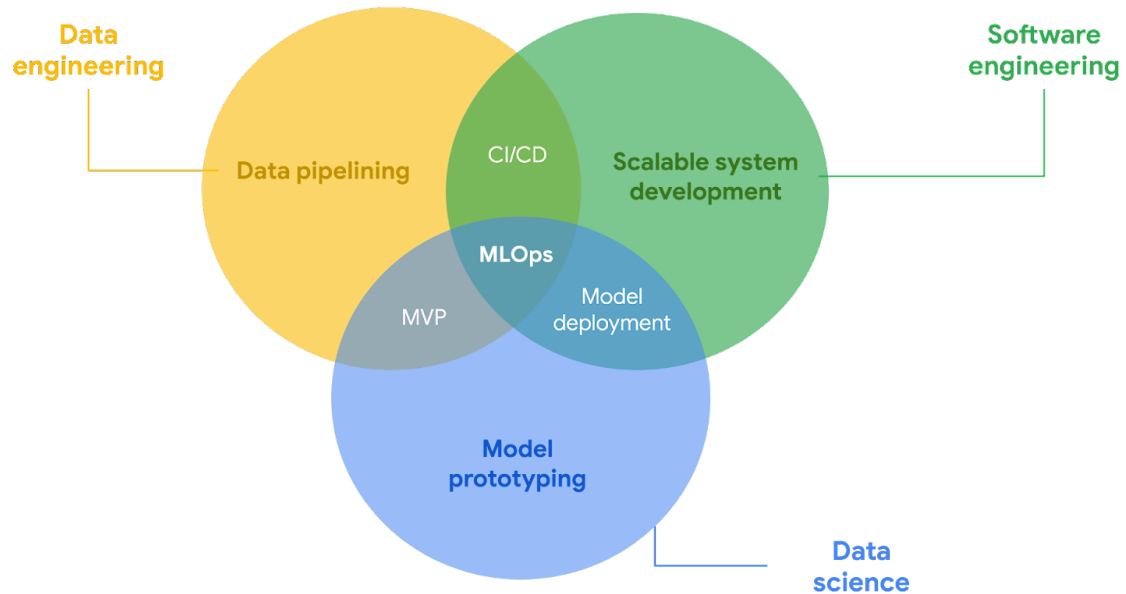 Data
engineering
Software
engineering
CI/CD
Data pipelining
Scalable system
development
MLOps
MVP
Model
deployment
Model
prototyping
Data
science